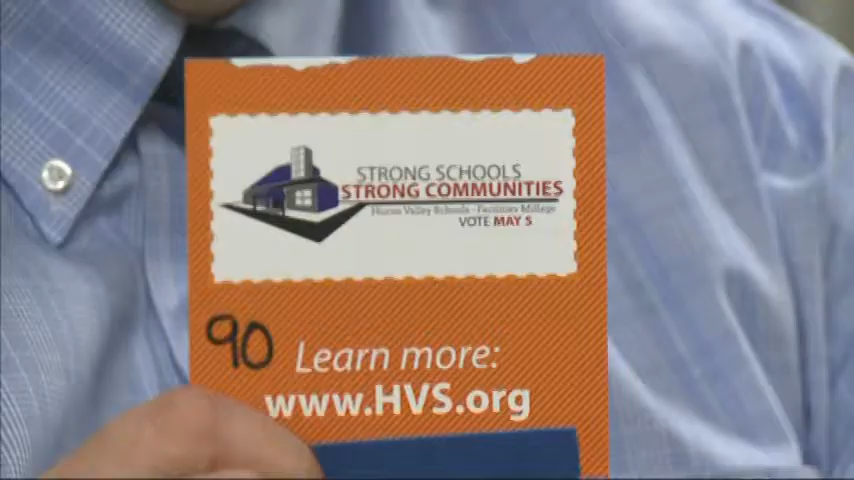 STRONG SCHOOLS
STRONG COMMUNITIES
Huron Valley Schools - Facilities Millage
VOTE MAY 5
90
Learn more:
www.HVS.org